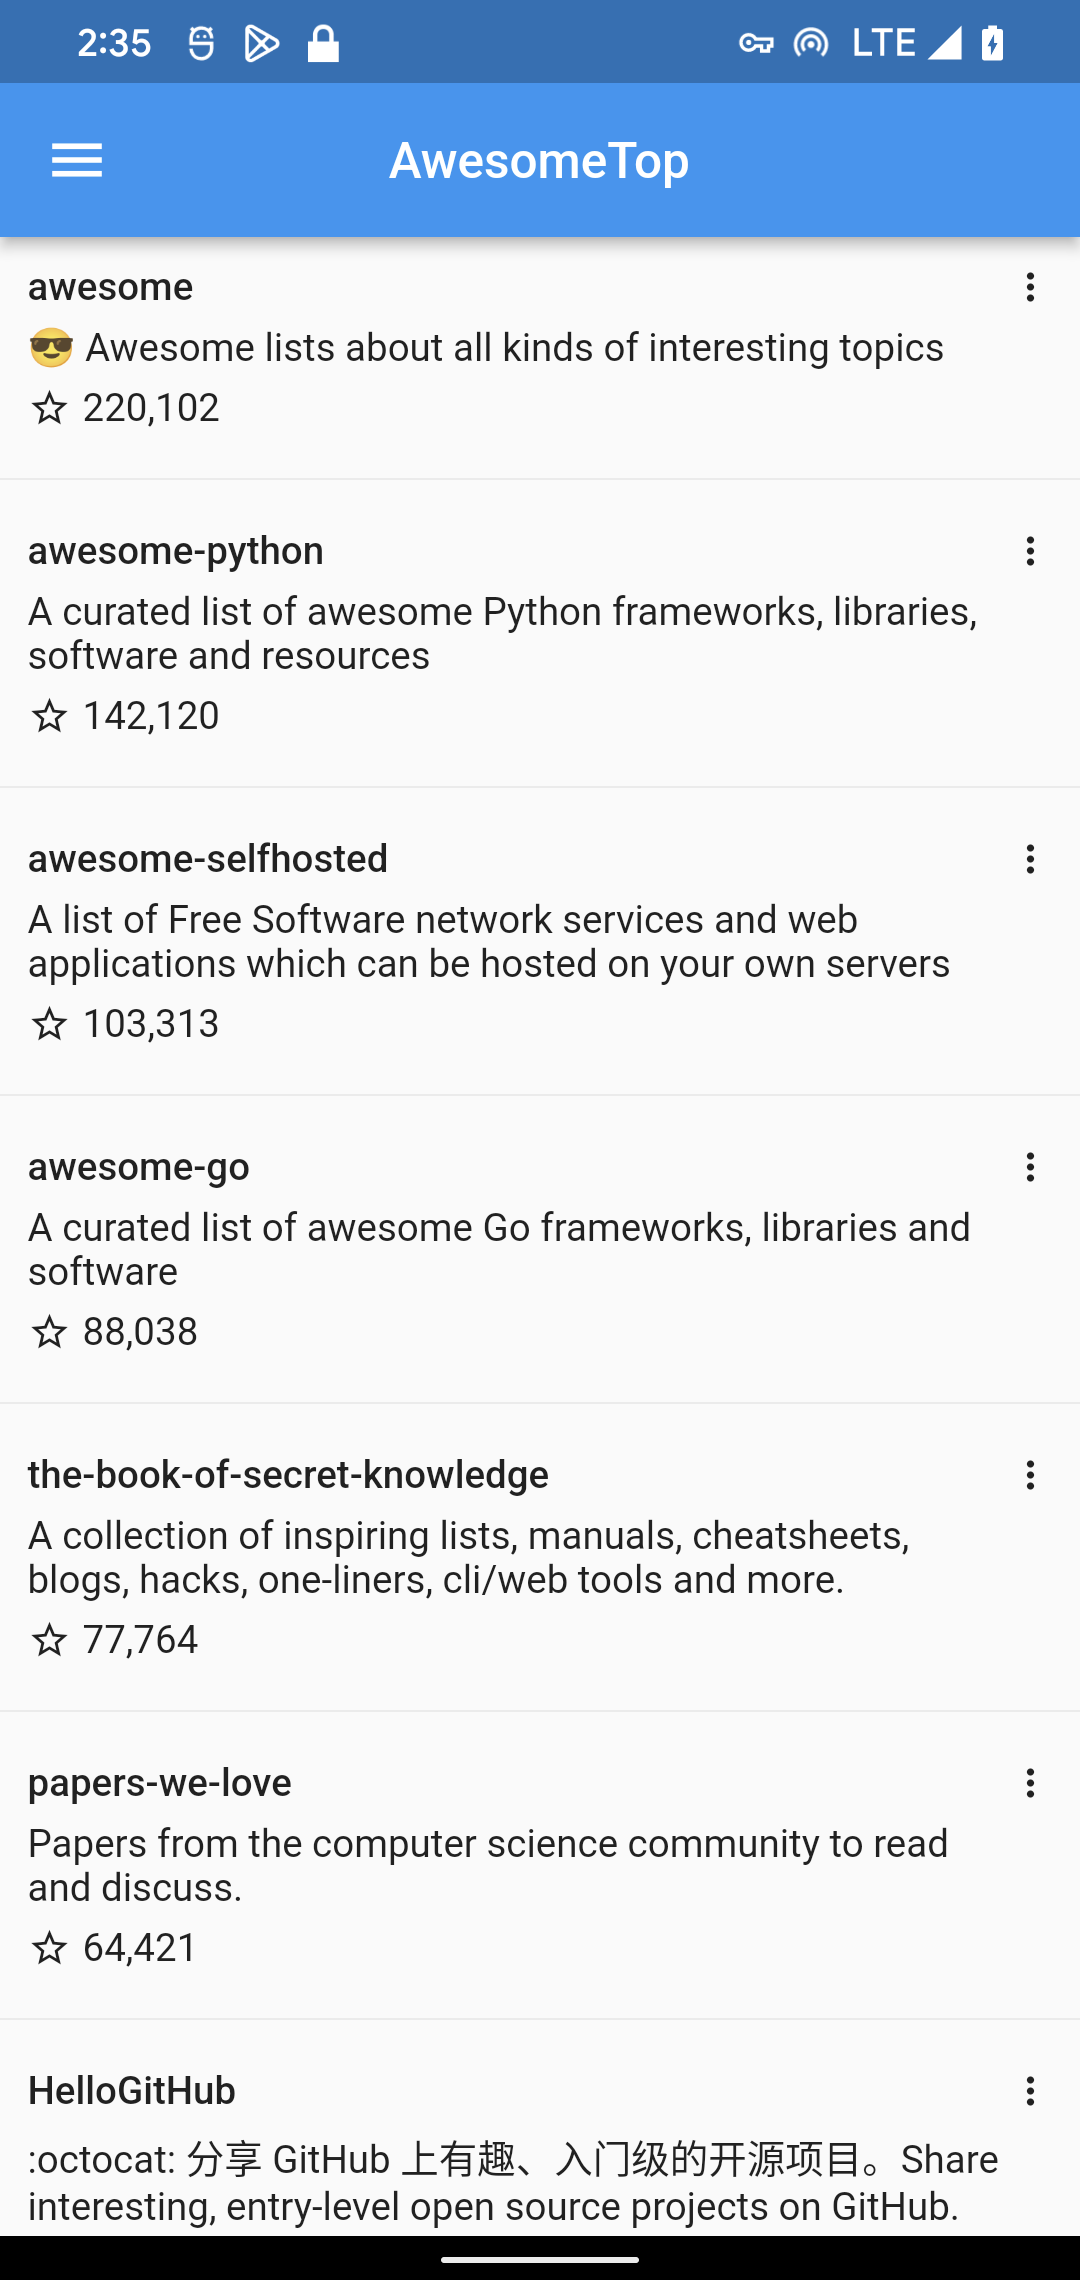 2:35 LTE
AwesomeTop
awesome
😎 Awesome lists about all kinds of interesting topics
220,102
awesome-python
A curated list of awesome Python frameworks, libraries,
software and resources
142,120
awesome-selfhosted
A list of Free Software network services and web
applications which can be hosted on your own servers
103,313
awesome-go
A curated list of awesome Go frameworks, libraries and
software
88,038
the-book-of-secret-knowledge
A collection of inspiring lists, manuals, cheatsheets,
blogs, hacks, one-liners, cli/web tools and more.
77,764
papers-we-love
Papers from the computer science community to read
and discuss.
64,421
HelloGitHub
:octocat: 分享 GitHub 上有趣、入门级的开源项目。Share
interesting, entry-level open source projects on GitHub.